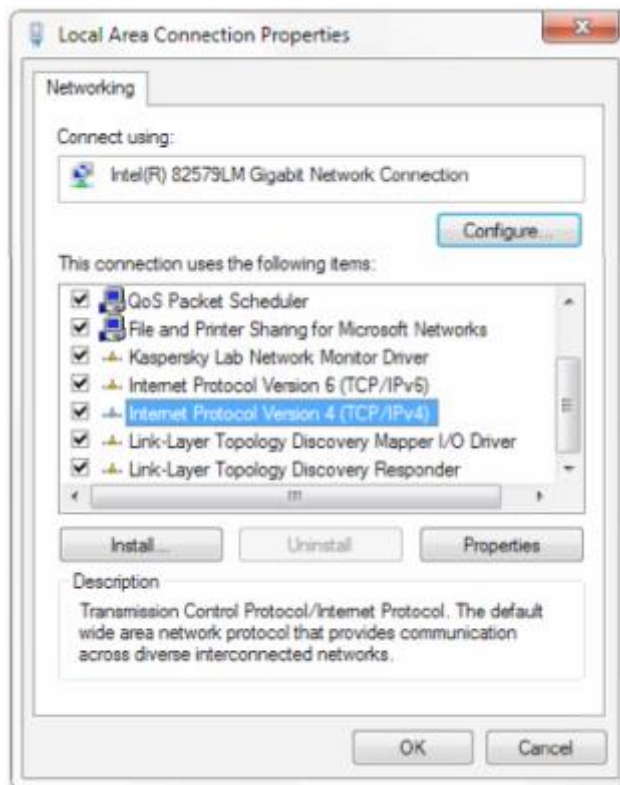 Local Area Connection Properties
Networking
Connect using:
Intel(R) 82579LM Gigabit Network Connection
Configure...
This connection uses the following items:
QoS Packet Scheduler
File and Printer Sharing for Microsoft Networks
Kaspersky Lab Network Monitor Driver
Internet Protocol Version 6 (TCP/IPv6)
Internet Protocol Version 4 (TCP/IPv4)
Link-Layer Topology Discovery Mapper I/O Driver
Link-Layer Topology Discovery Responder
Install...
Uninstall
Properties
Description
Transmission Control Protocol/Internet Protocol. The default
wide area network protocol that provides communication
across diverse interconnected networks.
OK
Cancel